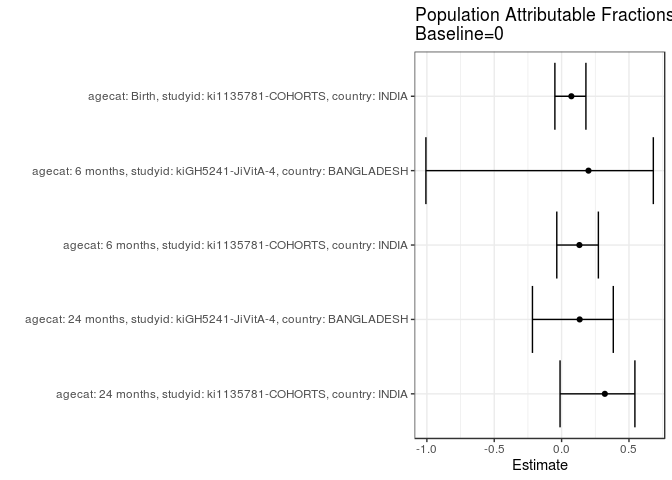 Population Attributable Fractions
Baseline=0
agecat: Birth, studyid: ki1135781-COHORTS, country: INDIA
agecat: 6 months, studyid: kiGH5241-JiVitA-4, country: BANGLADESH
agecat: 6 months, studyid: ki1135781-COHORTS, country: INDIA
agecat: 24 months, studyid: kiGH5241-JiVitA-4, country: BANGLADESH
agecat: 24 months, studyid: ki1135781-COHORTS, country: INDIA
-1.0 -0.5 0.0 0.5
Estimate